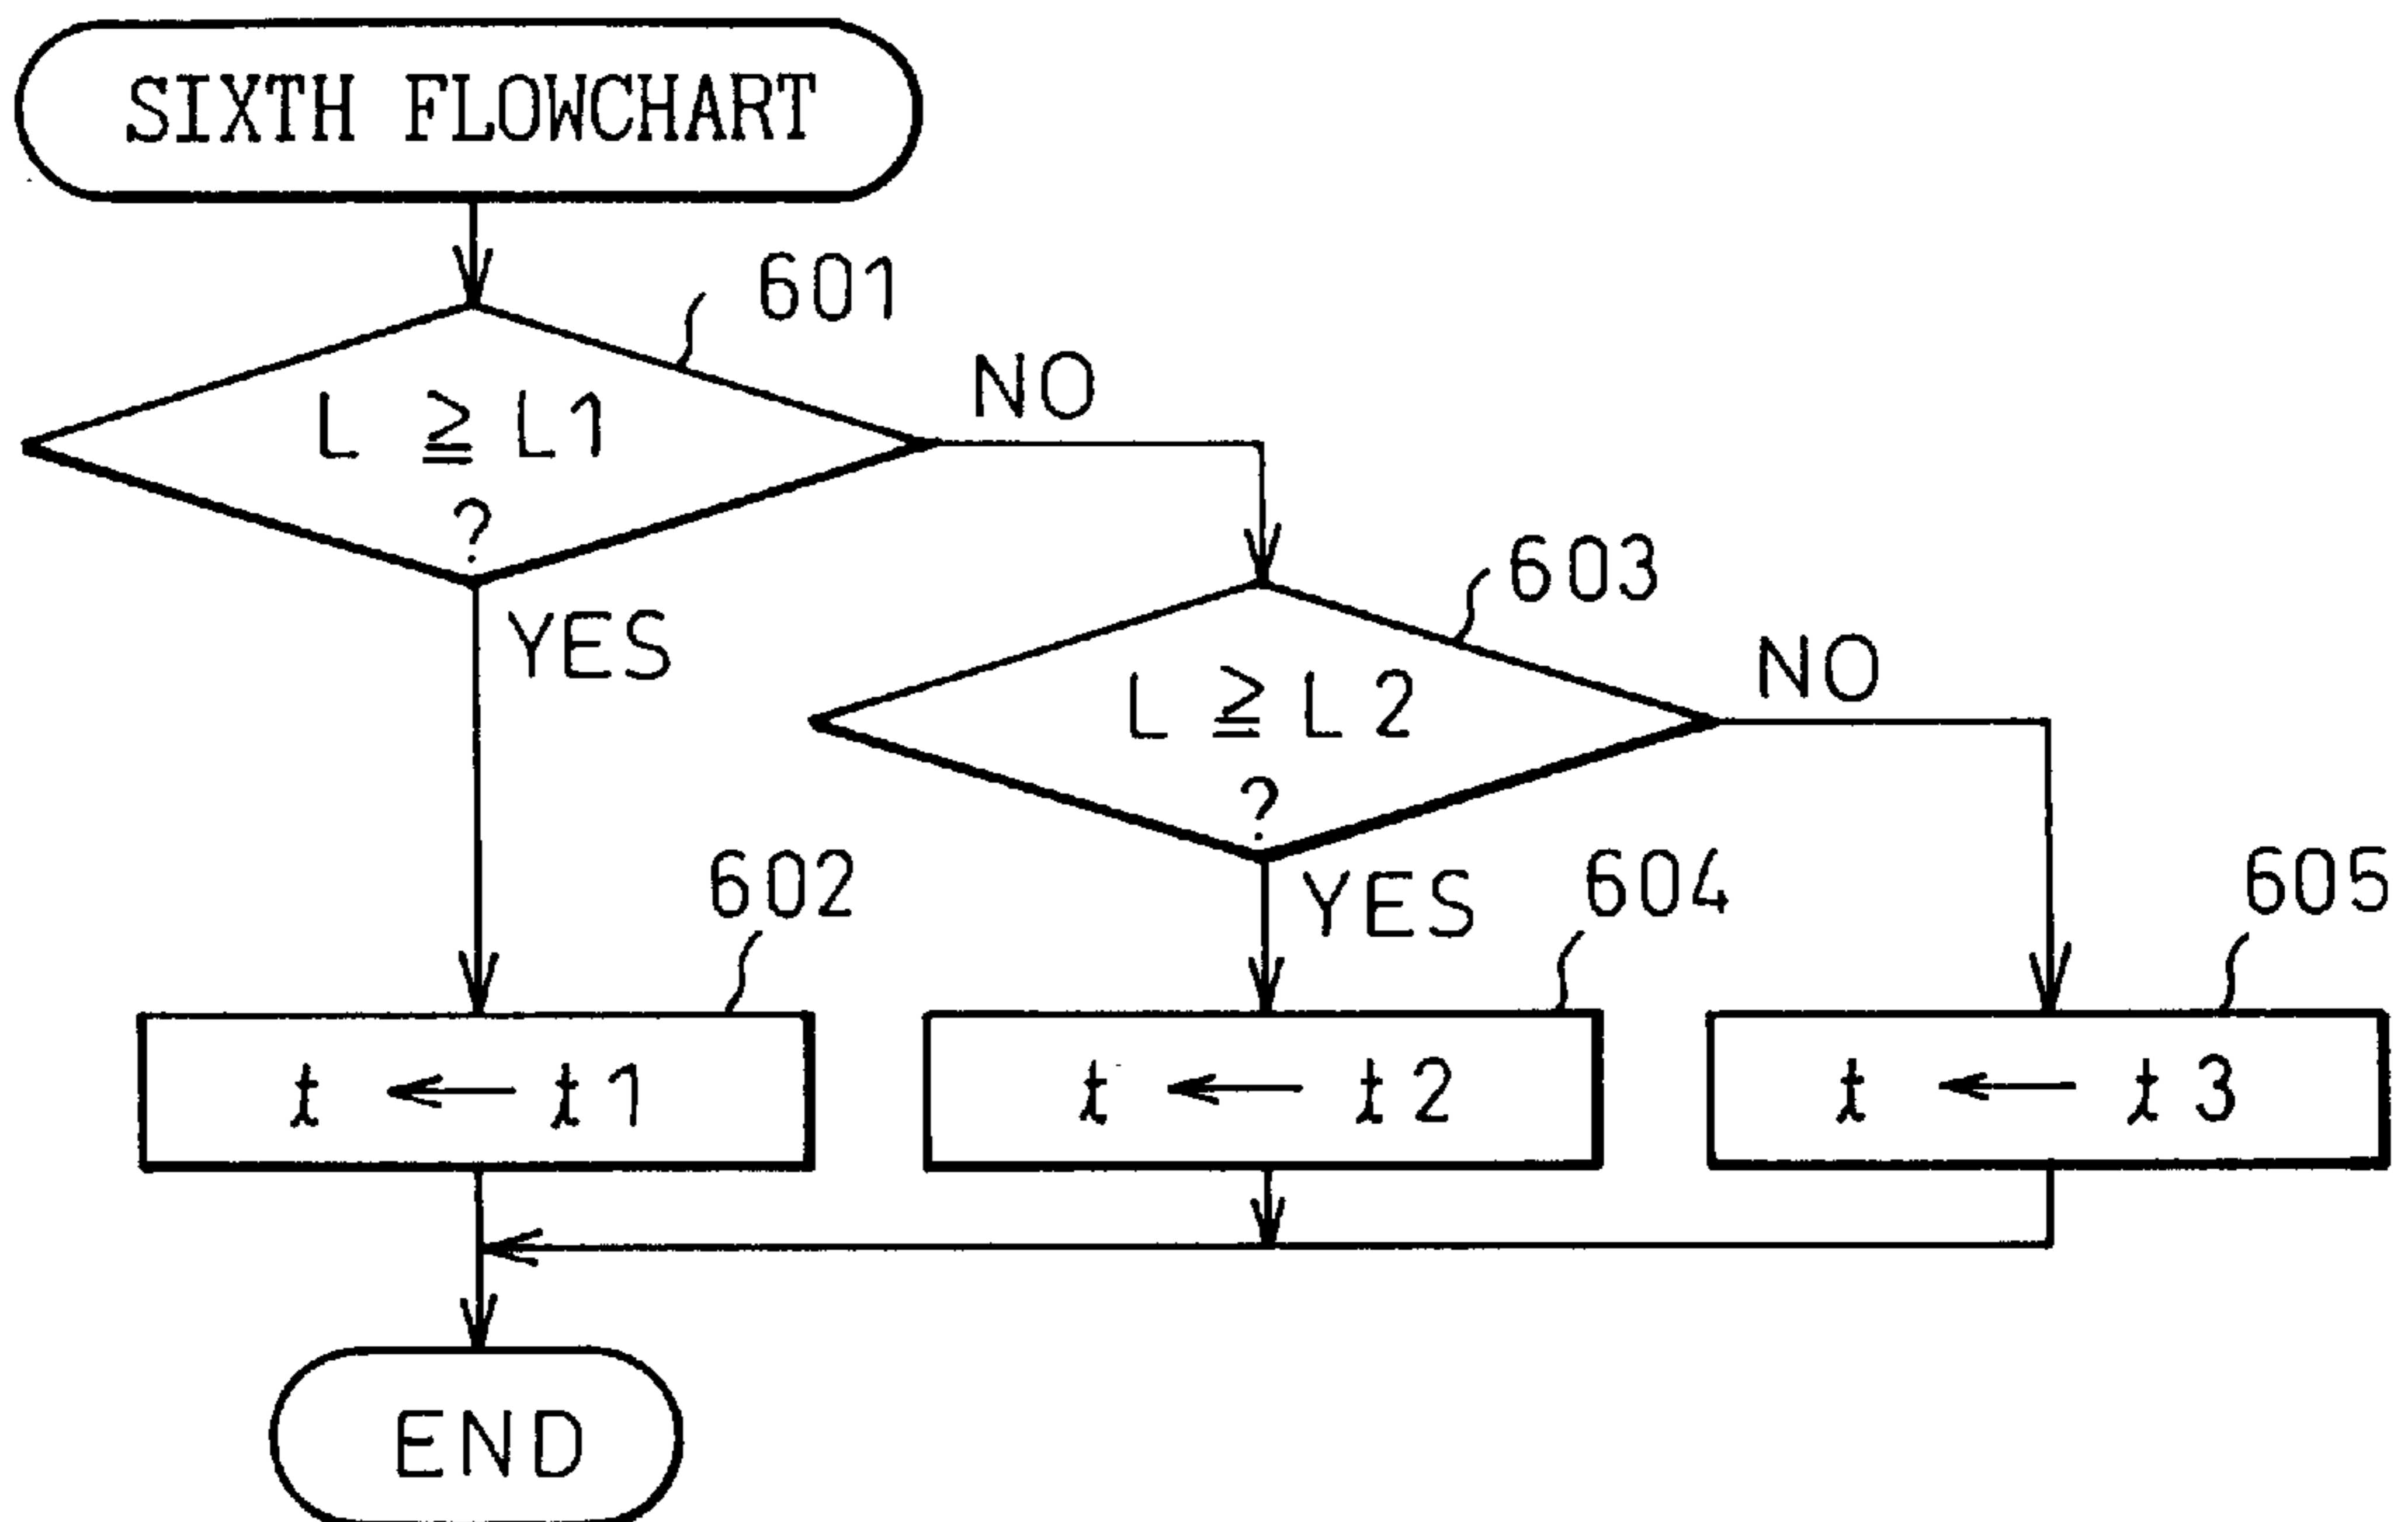 SIXTH FLOWCHART
601
L ≧ L1
?
NO
YES
603
L ≧ L2
?
NO
YES
602
t ← t1
604
t ← t2
605
t ← t3
END